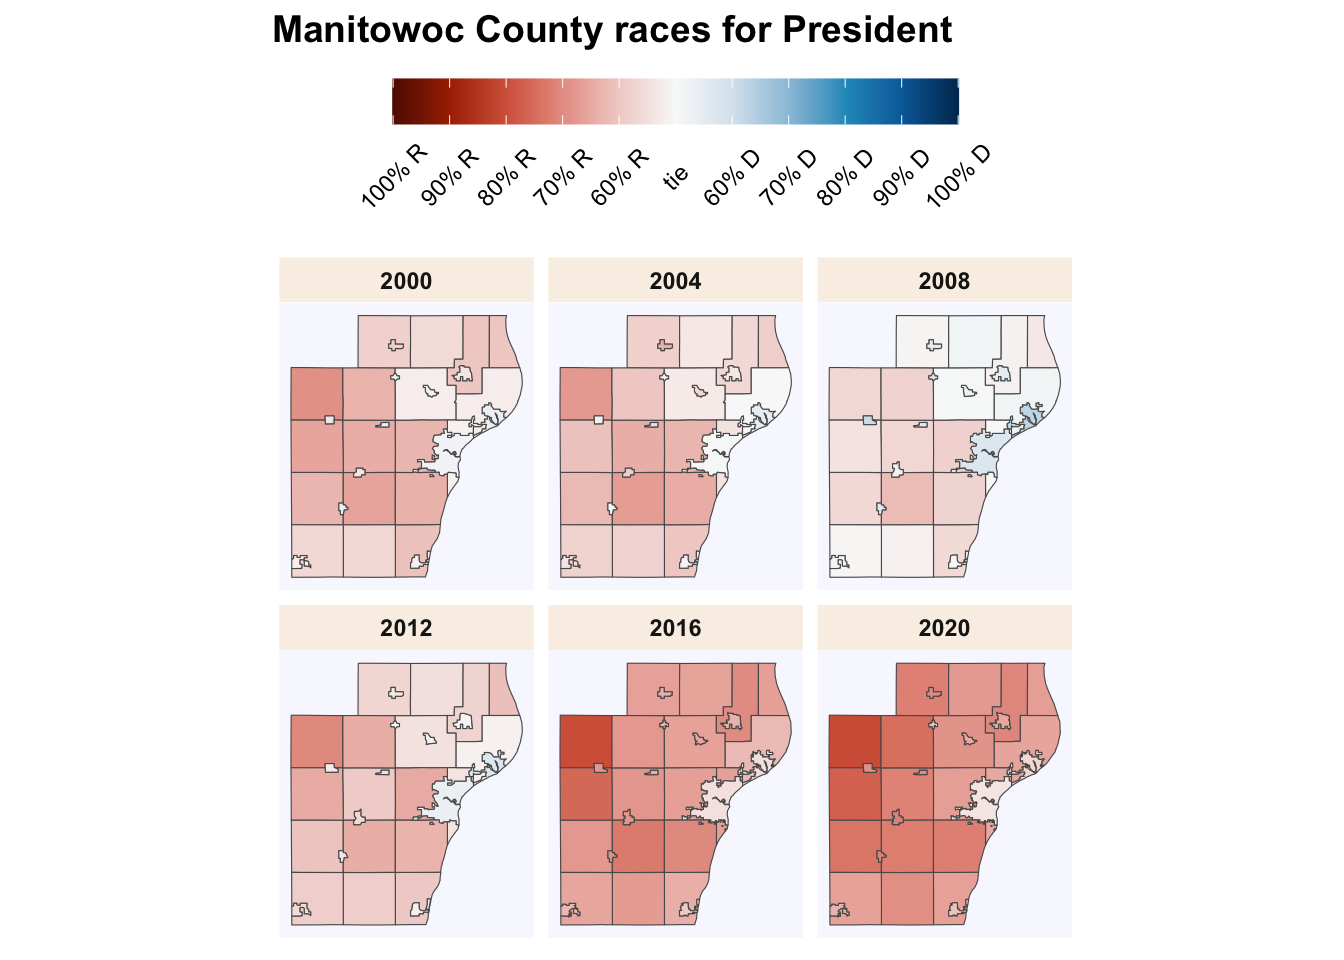 Manitowoc County races for President
100% R
90% R
80% R
70% R
60% R
tie
60% D
70% D
80% D
90% D
100% D
2000
2004
2008
2012
2016
2020